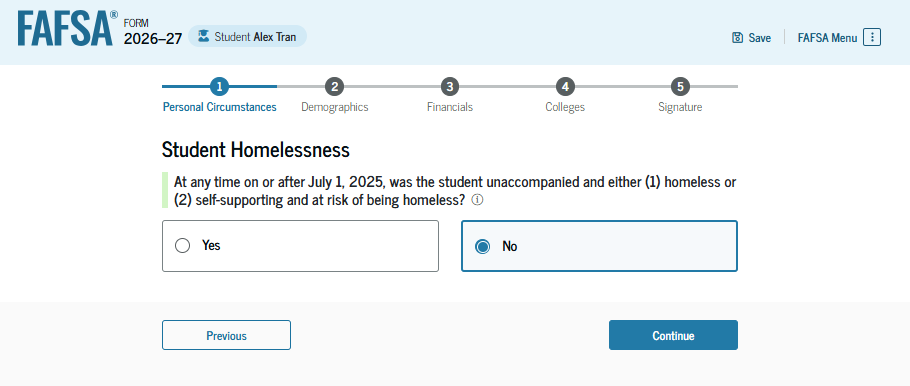 FAFSA® FORM 2026–27
Student Alex Tran
Save
FAFSA Menu
1
2
3
4
5
Personal Circumstances
Demographics
Financials
Colleges
Signature
Student Homelessness
At any time on or after July 1, 2025, was the student unaccompanied and either (1) homeless or
(2) self-supporting and at risk of being homeless?
Yes
No
Previous
Continue